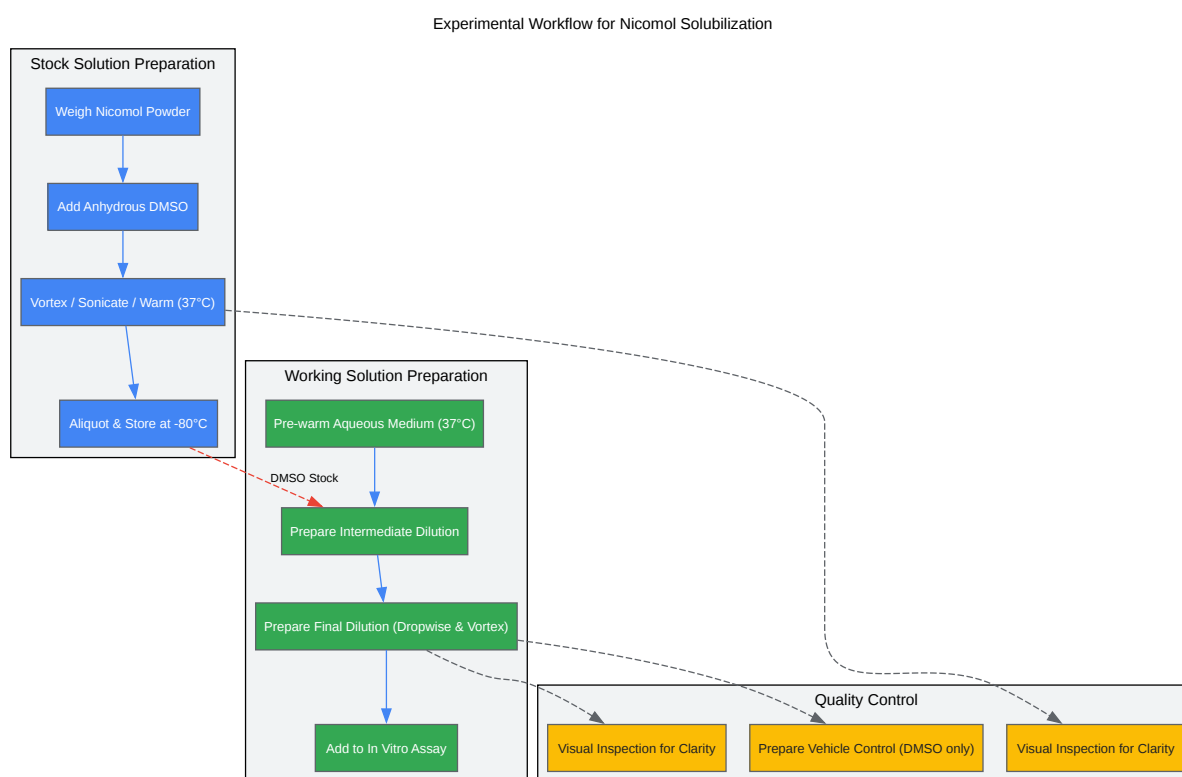 Experimental Workflow for Nicomol Solubilization
Stock Solution Preparation
Weigh Nicomol Powder
Add Anhydrous DMSO
Vortex / Sonicate / Warm (37°C)
Aliquot & Store at -80°C
DMSO Stock
Working Solution Preparation
Pre-warm Aqueous Medium (37°C)
Prepare Intermediate Dilution
Prepare Final Dilution (Dropwise & Vortex)
Add to In Vitro Assay
Quality Control
Visual Inspection for Clarity
Prepare Vehicle Control (DMSO only)
Visual Inspection for Clarity